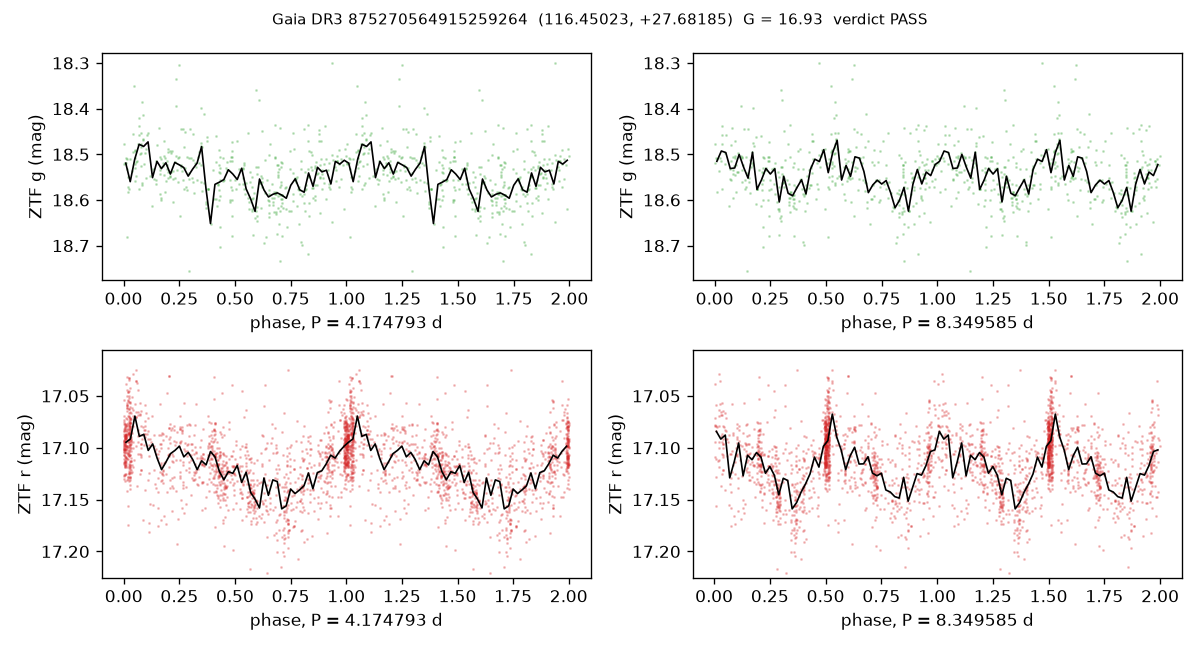 Gaia DR3 875270564915259264 (116.45023, +27.68185) G = 16.93 verdict PASS
18.3
18.4
18.5
18.6
18.7
ZTF g (mag)
0.00 0.25 0.50 0.75 1.00 1.25 1.50 1.75 2.00
phase, P = 4.174793 d
18.3
18.4
18.5
18.6
18.7
ZTF g (mag)
0.00 0.25 0.50 0.75 1.00 1.25 1.50 1.75 2.00
phase, P = 8.349585 d
17.05
17.10
17.15
17.20
ZTF r (mag)
0.00 0.25 0.50 0.75 1.00 1.25 1.50 1.75 2.00
phase, P = 4.174793 d
17.05
17.10
17.15
17.20
ZTF r (mag)
0.00 0.25 0.50 0.75 1.00 1.25 1.50 1.75 2.00
phase, P = 8.349585 d